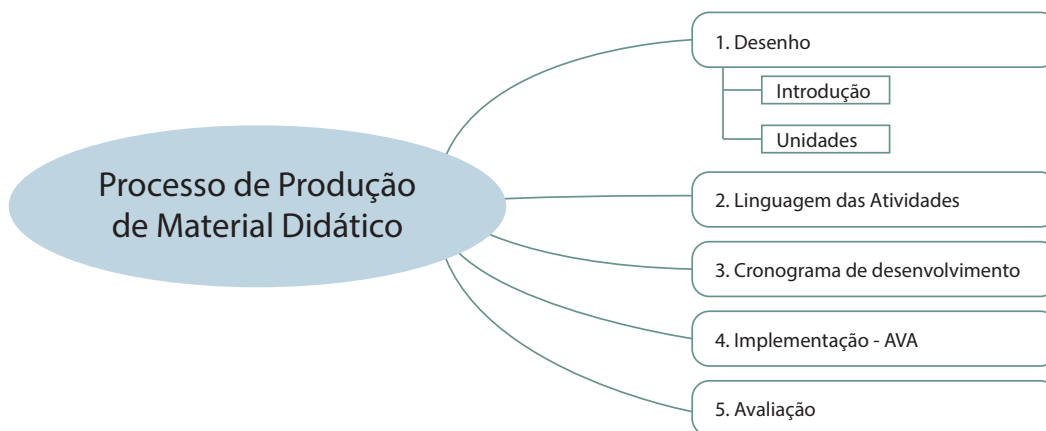 Processo de Produção
de Material Didático
1. Desenho
Introdução
Unidades
2. Linguagem das Atividades
3. Cronograma de desenvolvimento
4. Implementação - AVA
5. Avaliação